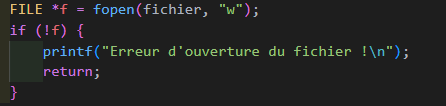 FILE *f = fopen(fichier, "w");
if (!f) {
    printf("Erreur d'ouverture du fichier !\n");
    return;
}